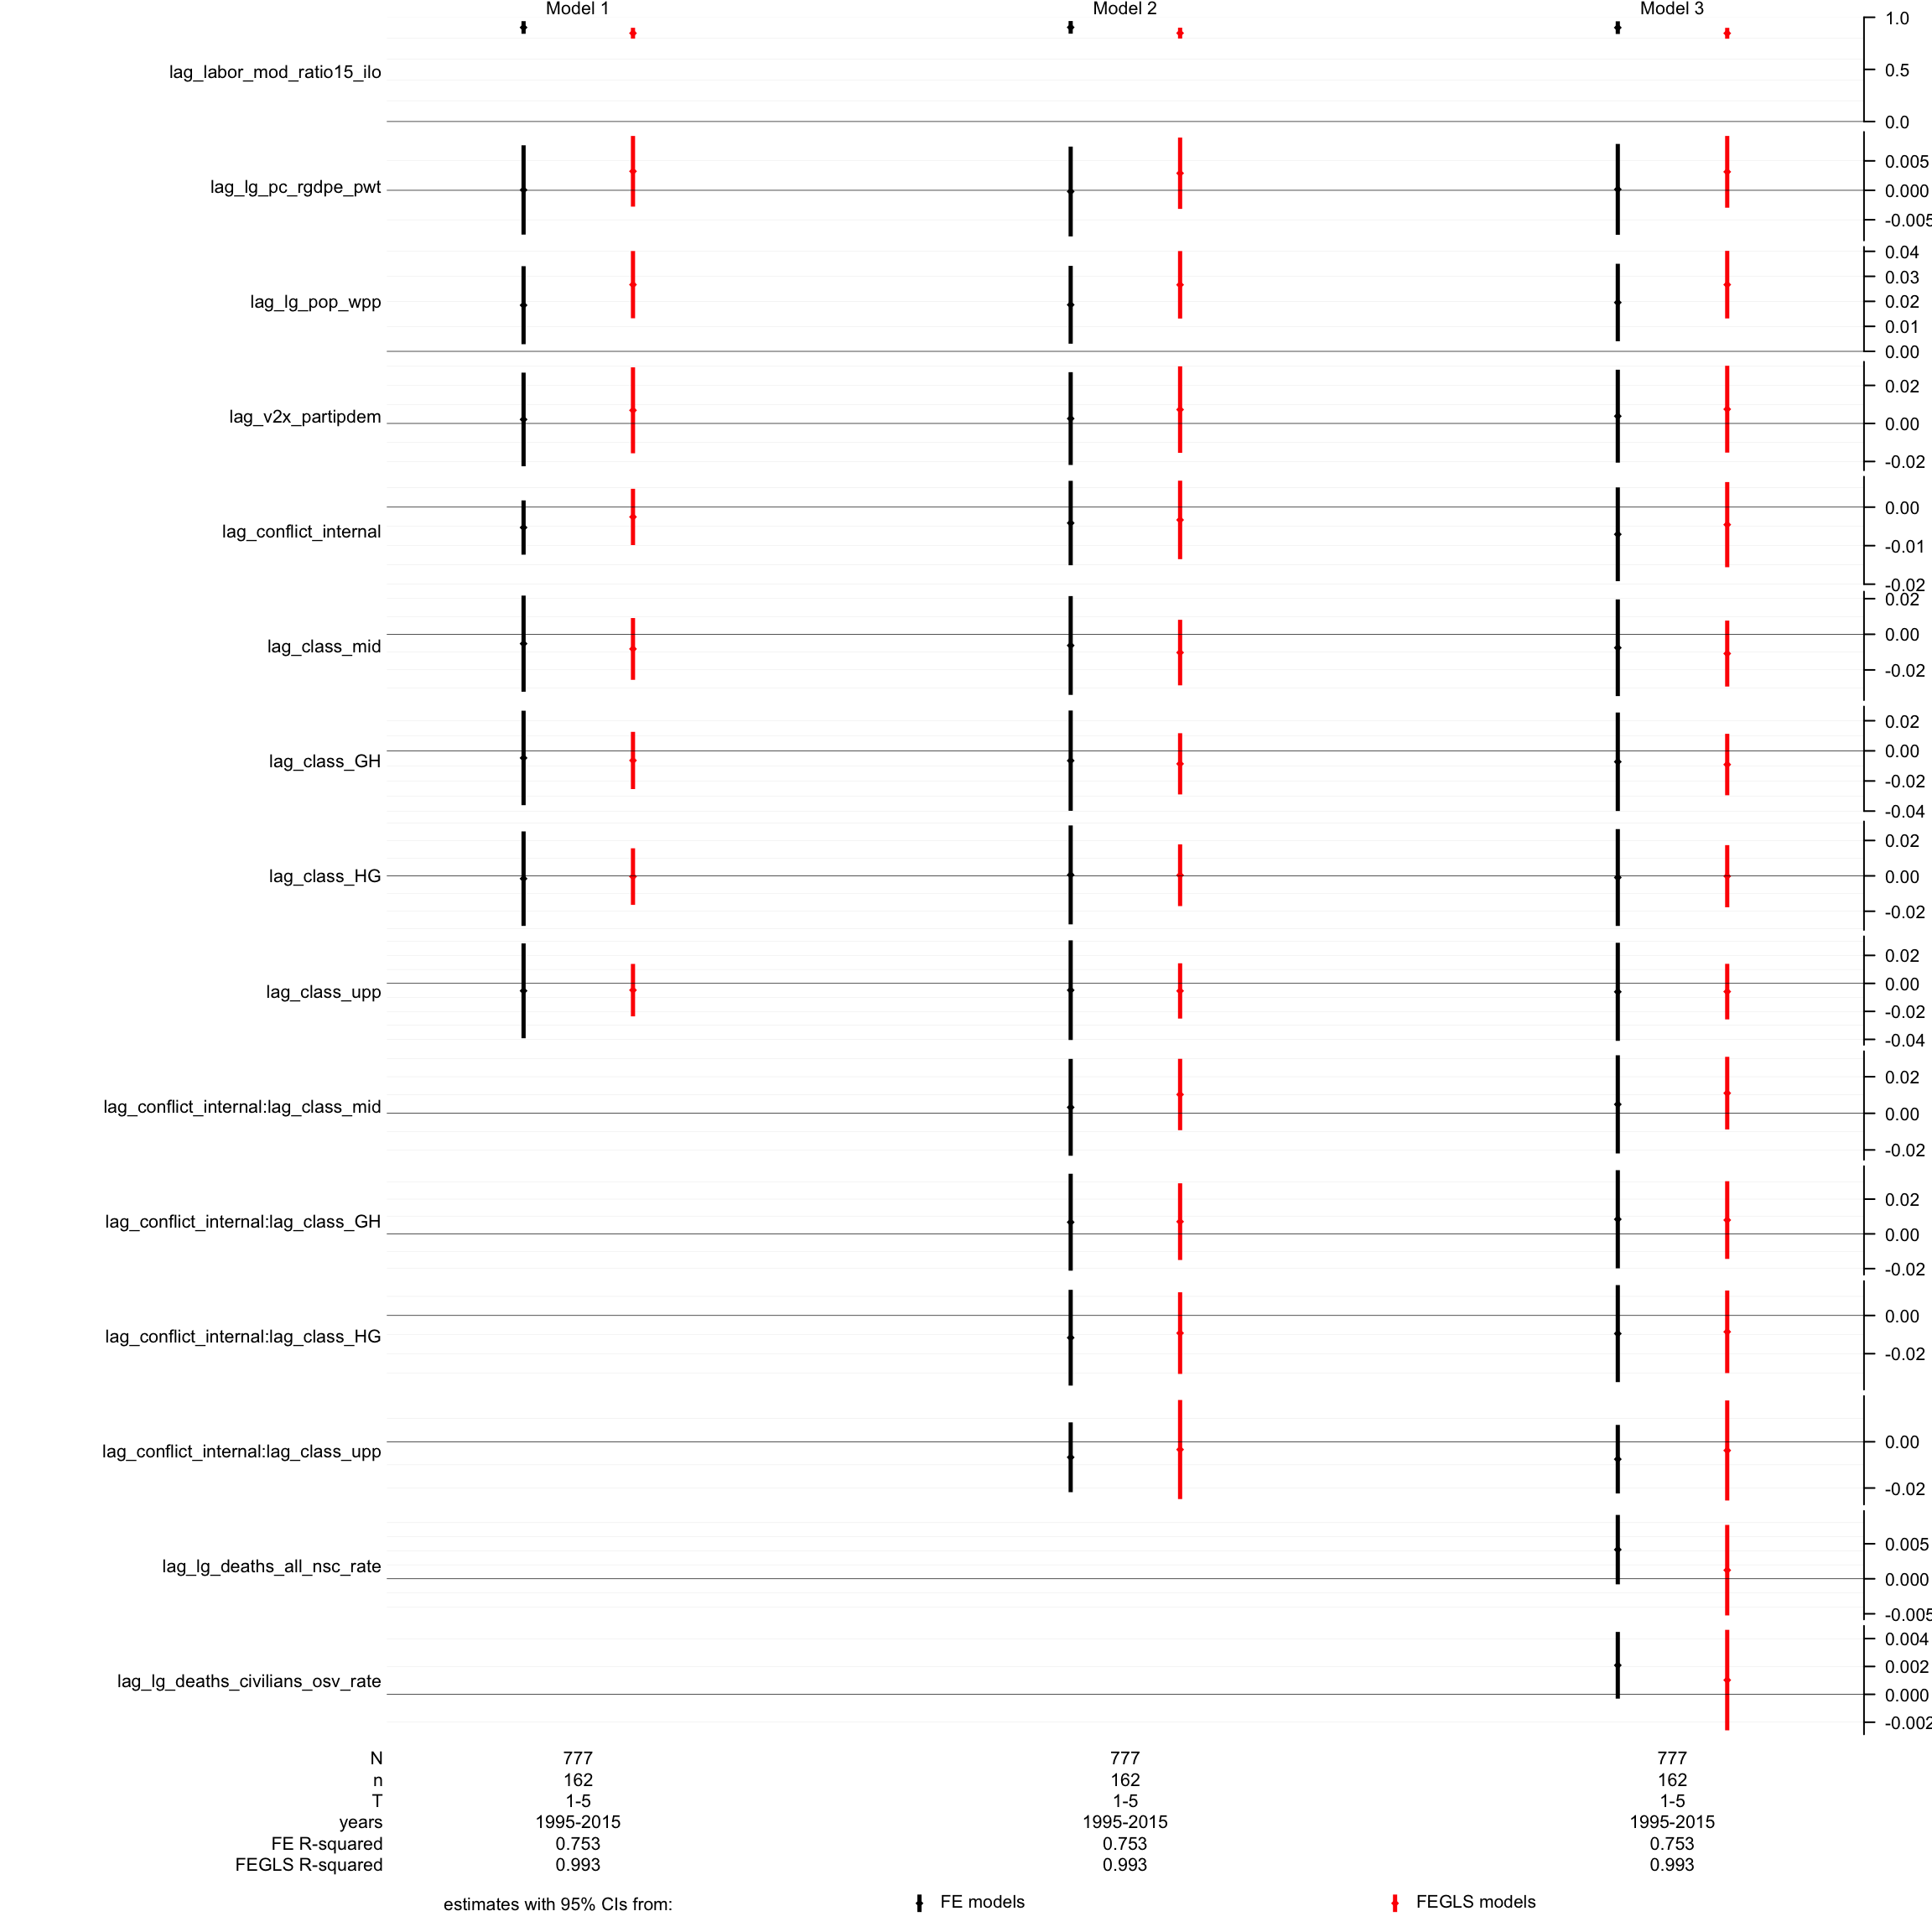 Model 1 Model 2 Model 3
lag_labor_mod_ratio15_ilo 1.0 0.5 0.0
lag_lg_pc_rgdpe_pwt 0.005 0.000 -0.005
lag_lg_pop_wpp 0.04 0.03 0.02 0.01 0.00
lag_v2x_partipdem 0.02 0.00 -0.02
lag_conflict_internal 0.00 -0.01 -0.02
lag_class_mid 0.02 0.00 -0.02
lag_class_GH 0.02 0.00 -0.02 -0.04
lag_class_HG 0.02 0.00 -0.02
lag_class_upp 0.02 0.00 -0.02 -0.04
lag_conflict_internal:lag_class_mid 0.02 0.00 -0.02
lag_conflict_internal:lag_class_GH 0.02 0.00 -0.02
lag_conflict_internal:lag_class_HG 0.00 -0.02
lag_conflict_internal:lag_class_upp 0.00 -0.02
lag_lg_deaths_all_nsc_rate 0.005 0.000 -0.005
lag_lg_deaths_civilians_osv_rate 0.004 0.002 0.000 -0.002
N 777 777 777
n 162 162 162
T 1-5 1-5 1-5
years 1995-2015 1995-2015 1995-2015
FE R-squared 0.753 0.753 0.753
FEGLS R-squared 0.993 0.993 0.993
estimates with 95% CIs from: FE models FEGLS models